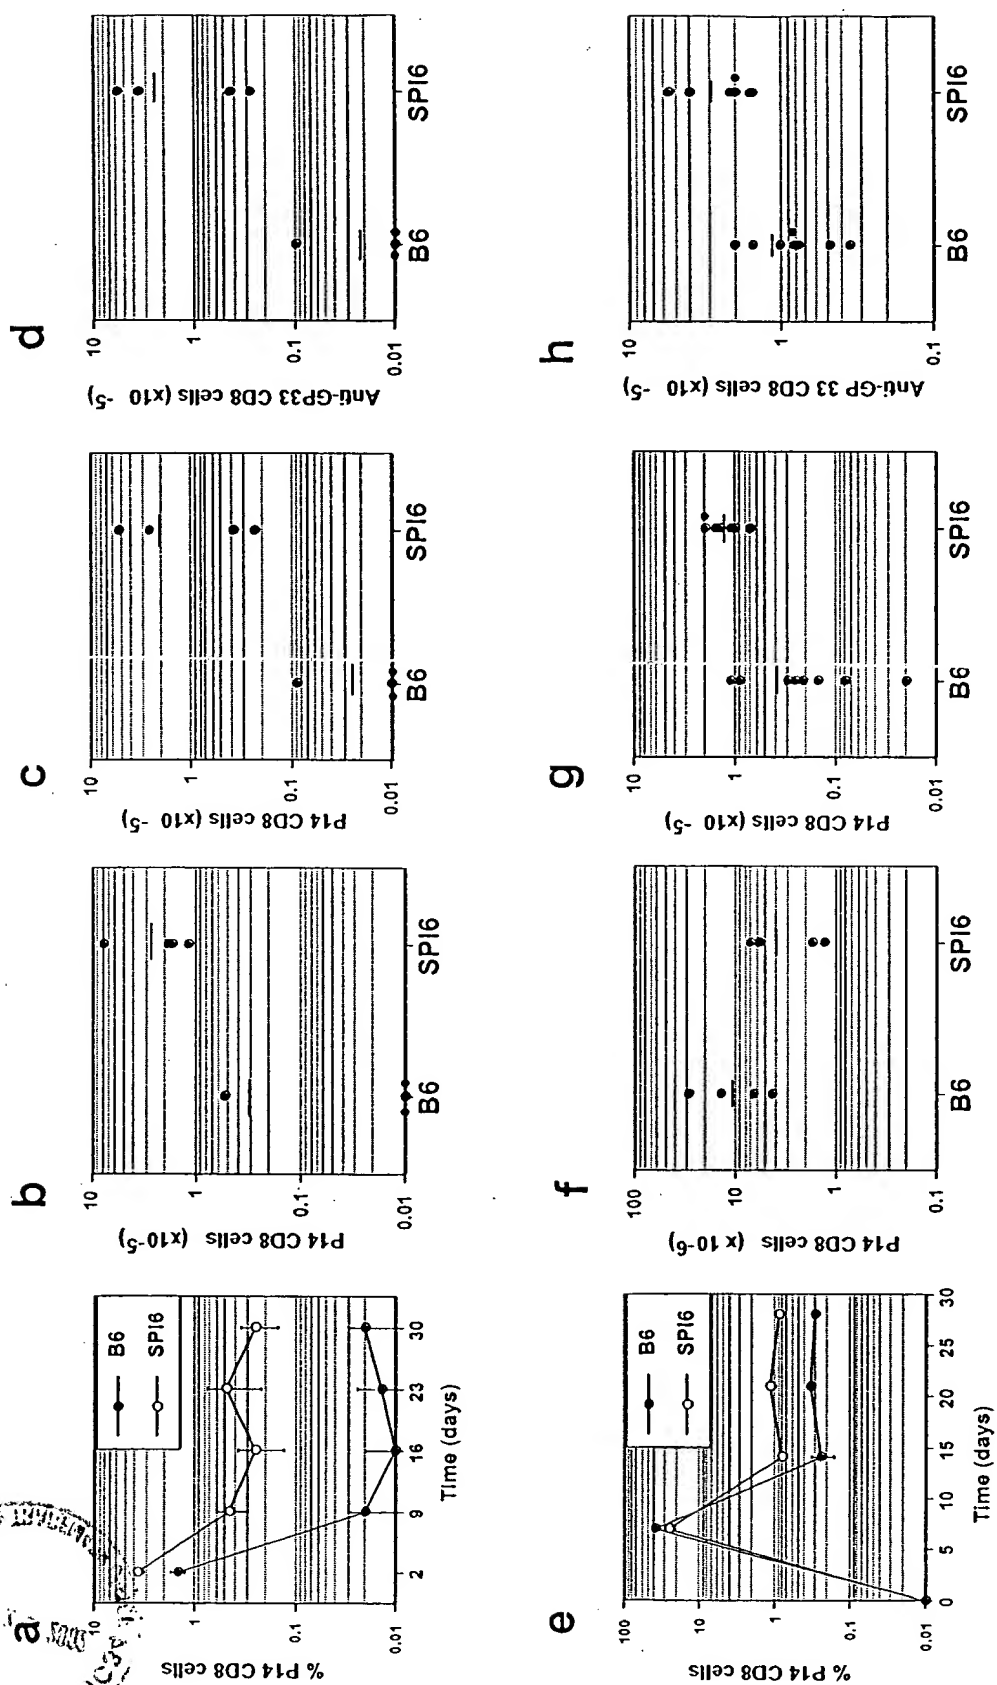 a
% P14 CD8 cells
10
1
0.1
0.01
B6
SPI6
2
9
16
23
30
Time (days)
b
P14 CD8 cells (x10-5)
10
1
0.1
0.01
B6
SPI6
c
P14 CD8 cells (x10 -5)
10
1
0.1
0.01
B6
SPI6
d
Anti-GP33 CD8 cells (x10 -5)
10
1
0.1
0.01
B6
SPI6
e
% P14 CD8 cells
100
10
1
0.1
0.01
B6
SPI6
0
5
10
15
20
25
30
Time (days)
f
P14 CD8 cells (x 10-6)
100
10
1
0.1
B6
SPI6
g
P14 CD8 cells (x10 -5)
10
1
0.1
0.01
B6
SPI6
h
Anti-GP 33 CD8 cells (x10 -5)
10
1
0.1
B6
SPI6